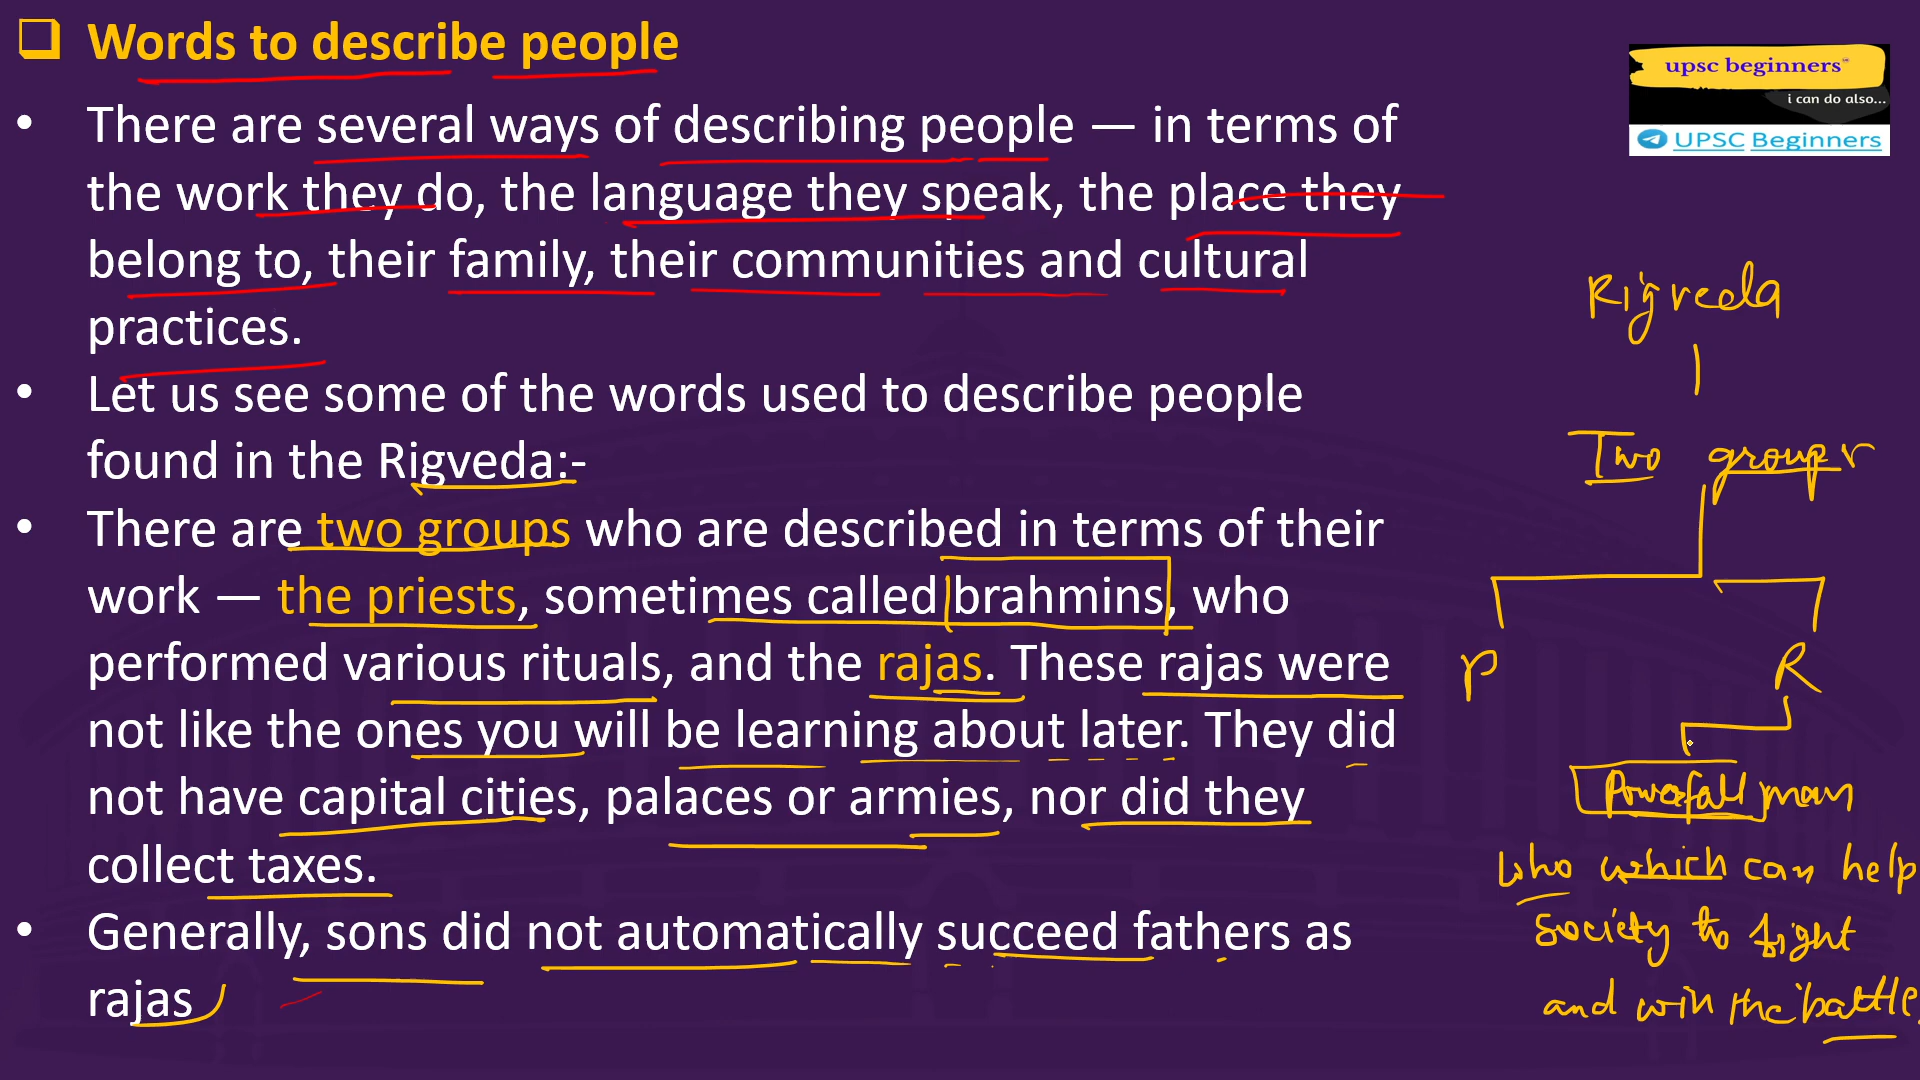 ❑ Words to describe people
• There are several ways of describing people — in terms of
the work they do, the language they speak, the place they
belong to, their family, their communities and cultural
practices.
• Let us see some of the words used to describe people
found in the Rigveda:-
• There are two groups who are described in terms of their
work — the priests, sometimes called brahmins, who
performed various rituals, and the rajas. These rajas were
not like the ones you will be learning about later. They did
not have capital cities, palaces or armies, nor did they
collect taxes.
• Generally, sons did not automatically succeed fathers as
rajas
upsc beginners™
i can do also...
UPSC Beginners
Rigveda
Two groups
P R
Powerfull man
who which can help
society to fight
and win the battle